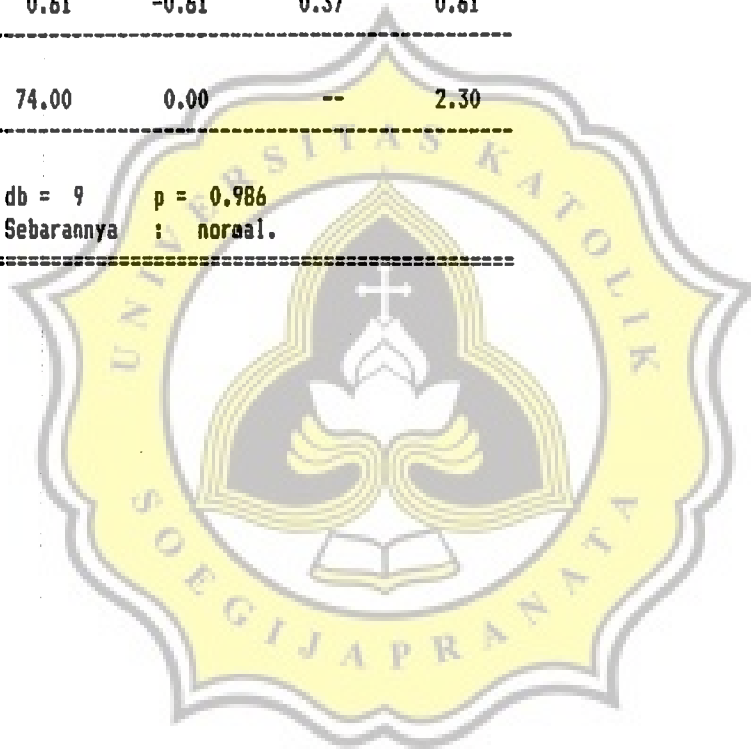 0.61 -0.61 0.37 0.61
74.00 0.00 -- 2.30
db = 9 p = 0.986
Sebarannya : normal.
UNIVERSITAS KATOLIK
SOEGIJAPRANATA